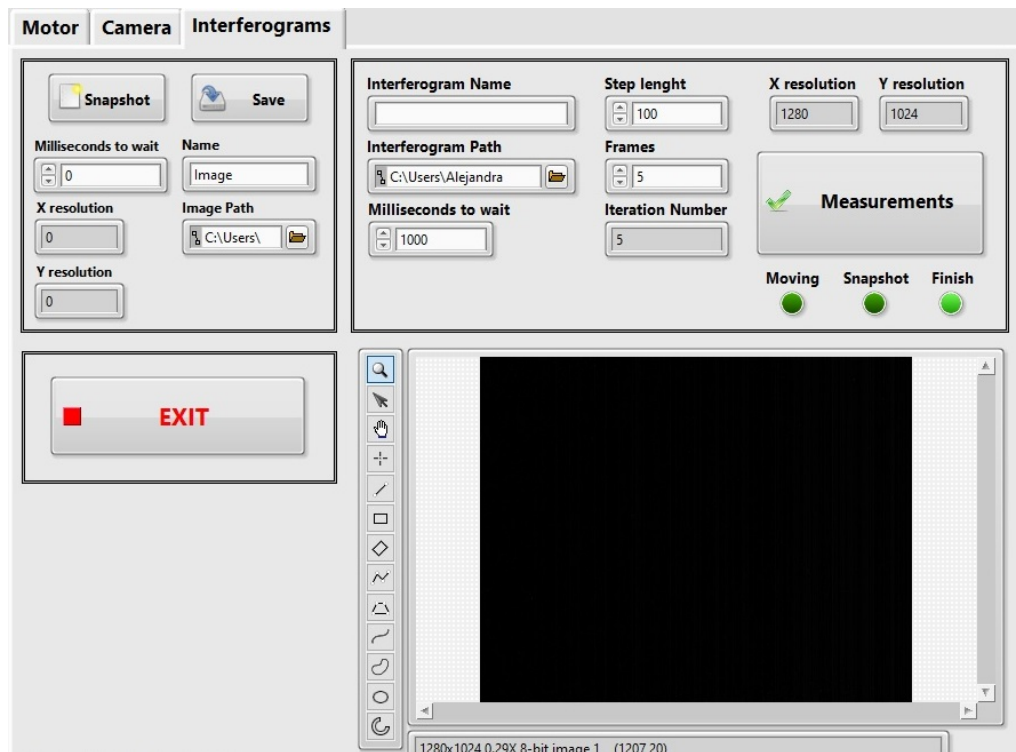 Motor Camera Interferograms
Snapshot Save
Milliseconds to wait Name
0 Image
X resolution Image Path
0 C:\Users\
Y resolution
0
Interferogram Name Step lenght X resolution Y resolution
100 1280 1024
Interferogram Path Frames
C:\Users\Alejandra 5
Measurements
Milliseconds to wait Iteration Number
1000 5
Moving Snapshot Finish
EXIT
1280x1024 0.29X 8-bit image 1 (1207,20)